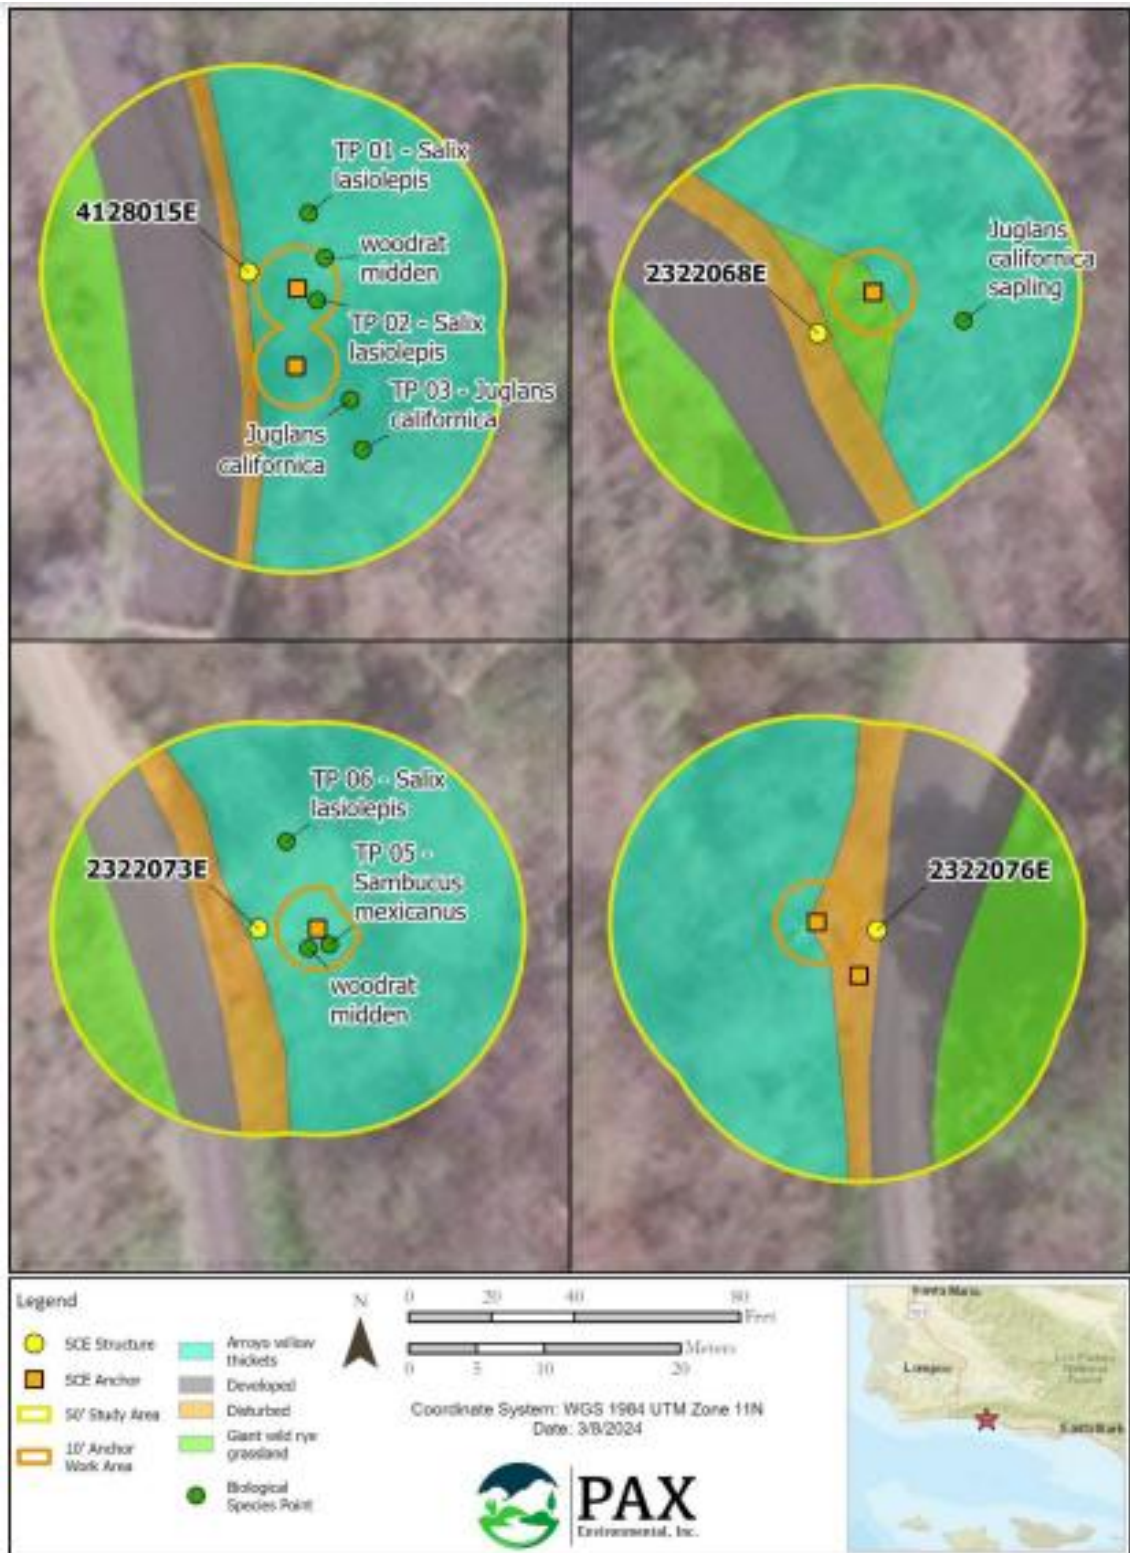 TP 01 - Salix
lasiolepis
4128015E
woodrat
midden
TP 02 - Salix
lasiolepis
TP 03 - Juglans
californica
Juglans
californica
Juglans
californica
sapling
2322068E
TP 06 - Salix
lasiolepis
TP 05 -
Sambucus
mexicanus
2322073E
woodrat
midden
2322076E
Legend
SCE Structure
SCE Anchor
50' Study Area
10' Anchor
Work Area
Arroyo willow
thickets
Developed
Disturbed
Giant wild rye
grassland
Biological
Species Point
N
0 20 40 80
Feet
Meters
0 5 10 20
Coordinate System: WGS 1984 UTM Zone 11N
Date: 3/8/2024
PAX
Environmental, Inc.
Santa Maria
Lompoc
Los Padres
National
Forest
Santa Barb